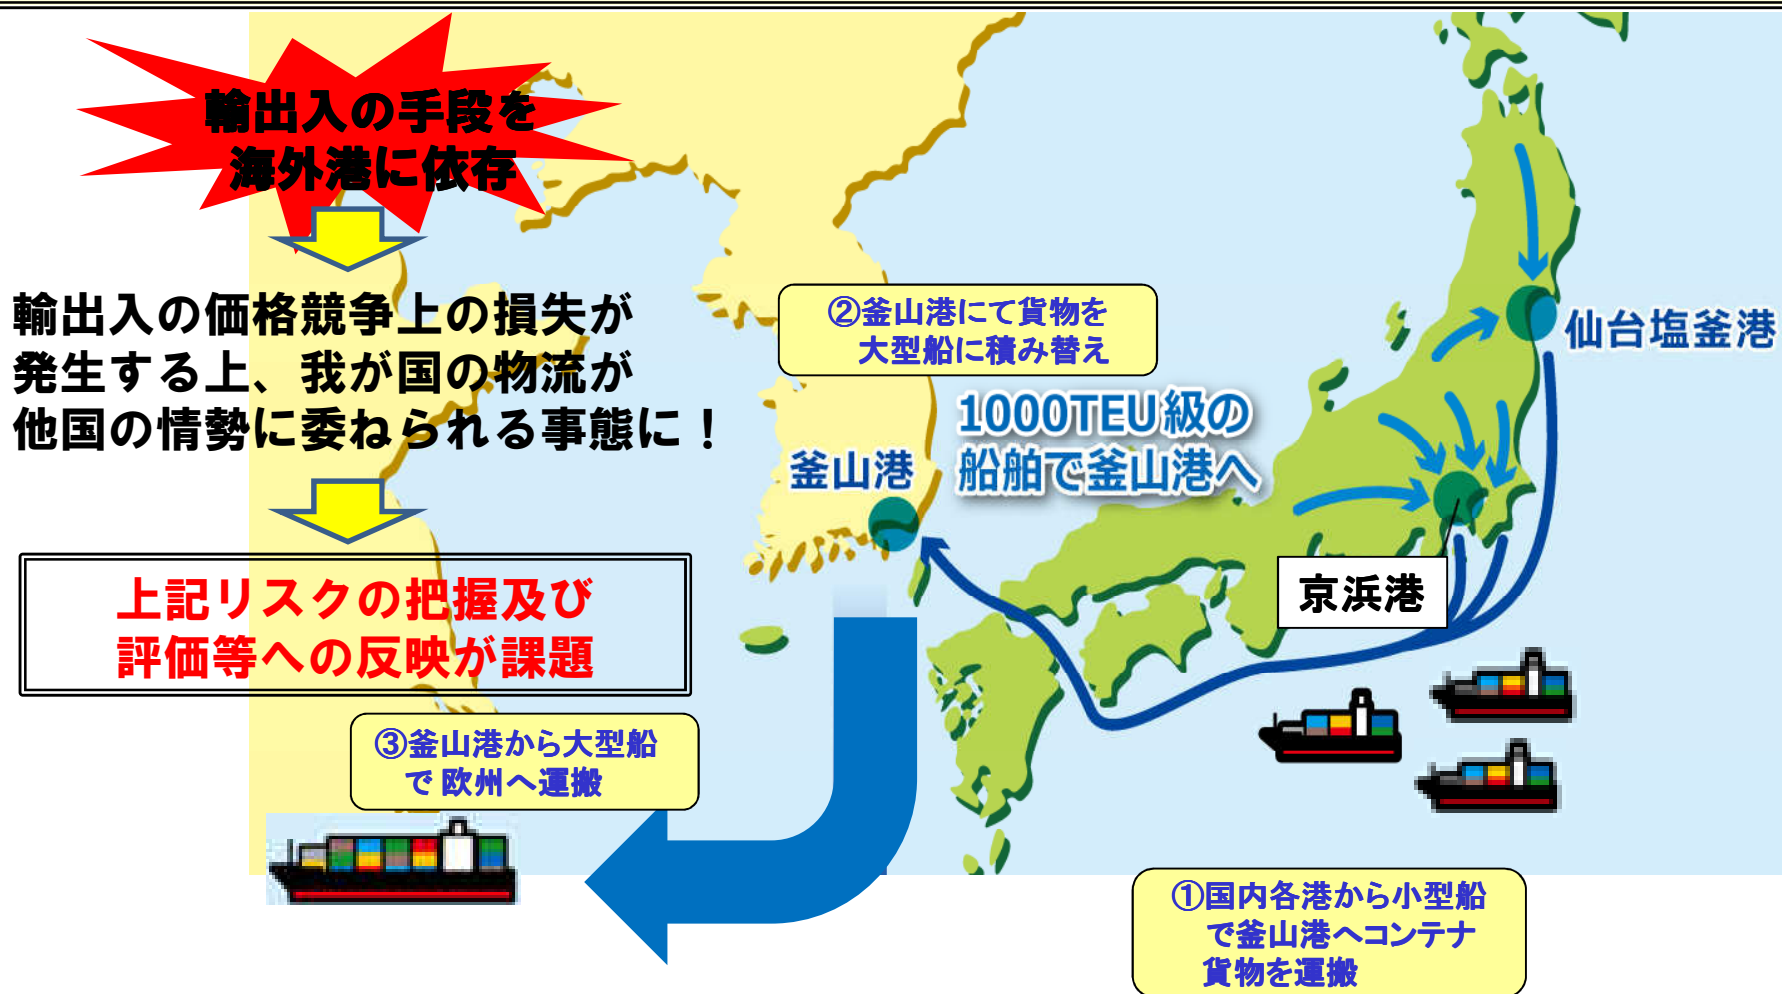 輸出入の手段を
海外港に依存
輸出入の価格競争上の損失が
発生する上、我が国の物流が
他国の情勢に委ねられる事態に！
上記リスクの把握及び
評価等への反映が課題
②釜山港にて貨物を
大型船に積み替え
1000TEU級の
船舶で釜山港へ
釜山港
仙台塩釜港
京浜港
③釜山港から大型船
で欧州へ運搬
①国内各港から小型船
で釜山港へコンテナ
貨物を運搬